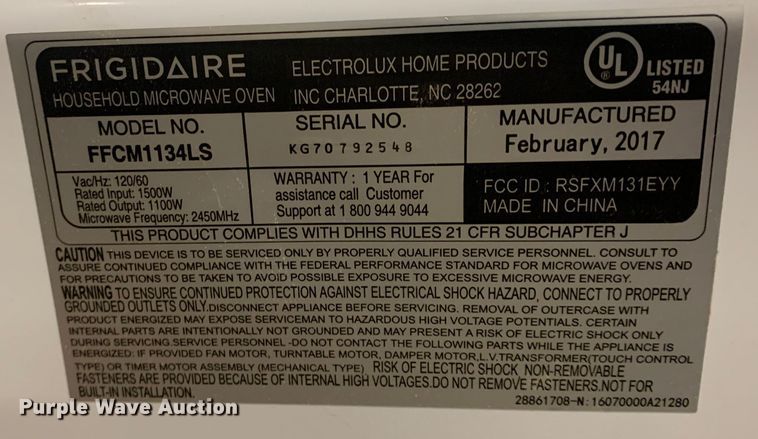 FRIGIDAIRE
HOUSEHOLD MICROWAVE OVEN
ELECTROLUX HOME PRODUCTS
INC CHARLOTTE, NC 28262
UL
LISTED
54NJ
MODEL NO.
FFCM1134LS
SERIAL NO.
KG70792548
MANUFACTURED
February, 2017
Vac/Hz: 120/60
Rated Input: 1500W
Rated Output: 1100W
Microwave Frequency: 2450MHz
WARRANTY : 1 YEAR For
assistance call Customer
Support at 1 800 944 9044
FCC ID : RSFXM131EYY
MADE IN CHINA
THIS PRODUCT COMPLIES WITH DHHS RULES 21 CFR SUBCHAPTER J
CAUTION THIS DEVICE IS TO BE SERVICED ONLY BY PROPERLY QUALIFIED SERVICE PERSONNEL. CONSULT TO
ASSURE CONTINUED COMPLIANCE WITH THE FEDERAL PERFORMANCE STANDARD FOR MICROWAVE OVENS AND
FOR PRECAUTIONS TO BE TAKEN TO AVOID POSSIBLE EXPOSURE TO EXCESSIVE MICROWAVE ENERGY.
WARNING TO ENSURE CONTINUED PROTECTION AGAINST ELECTRICAL SHOCK HAZARD, CONNECT TO PROPERLY
GROUNDED OUTLETS ONLY.DISCONNECT APPLIANCE BEFORE SERVICING. REMOVAL OF OUTERCASE WITH
PRODUCT ENERGIZED MAY EXPOSE SERVICEMAN TO HAZARDOUS HIGH VOLTAGE POTENTIALS. CERTAIN
INTERNAL PARTS ARE INTENTIONALLY NOT GROUNDED AND MAY PRESENT A RISK OF ELECTRIC SHOCK ONLY
DURING SERVICING.SERVICE PERSONNEL -DO NOT CONTACT THE FOLLOWING PARTS WHILE THE APPLIANCE IS
ENERGIZED: IF PROVIDED FAN MOTOR, TURNTABLE MOTOR, DAMPER MOTOR,L.V.TRANSFORMER(TOUCH CONTROL
TYPE) OR TIMER MOTOR ASSEMBLY (MECHANICAL TYPE). RISK OF ELECTRIC SHOCK NON-REMOVABLE
FASTENERS ARE PROVIDED BECAUSE OF INTERNAL HIGH VOLTAGES.DO NOT REMOVE FASTENERS.NOT FOR
BUILT-IN INSTALLATION.
28861708-N: 16070000A21280
Purple Wave Auction